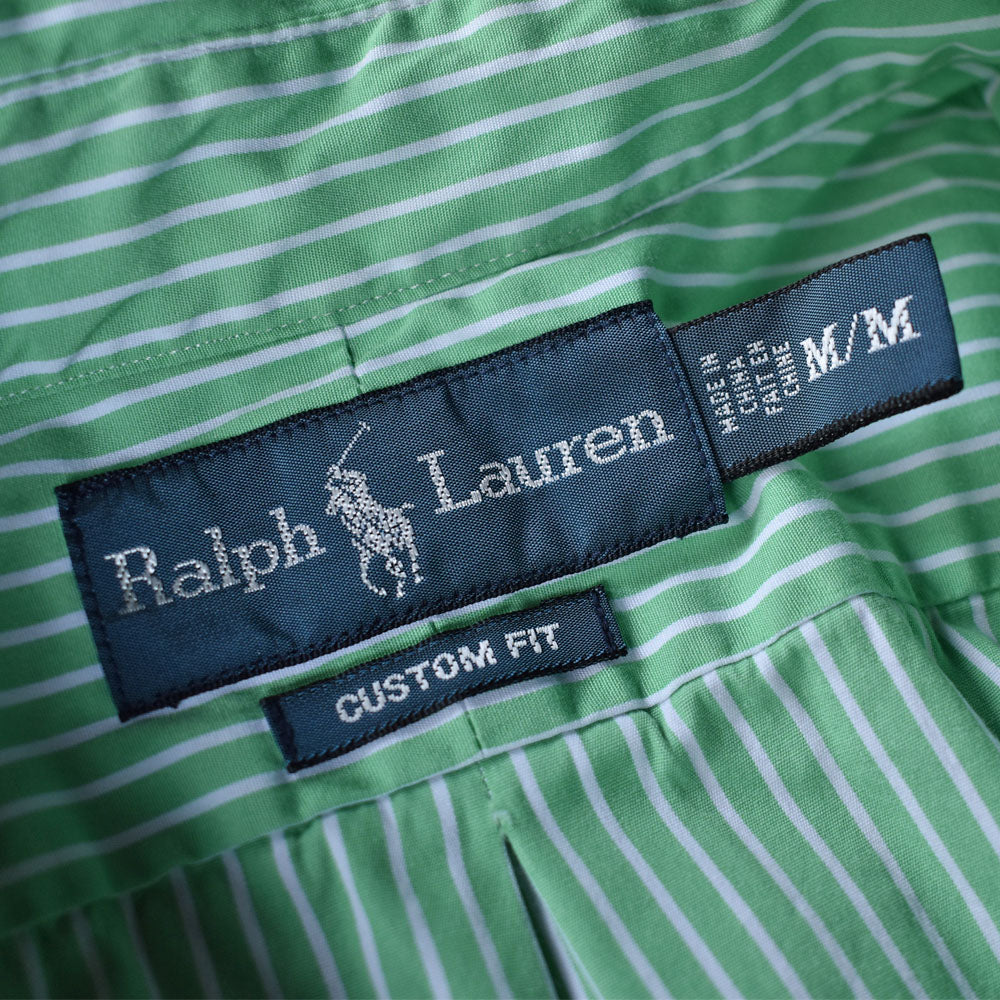 Ralph Lauren
CUSTOM FIT
MADE IN
CHINA
FAIT EN
CHINE
M/M